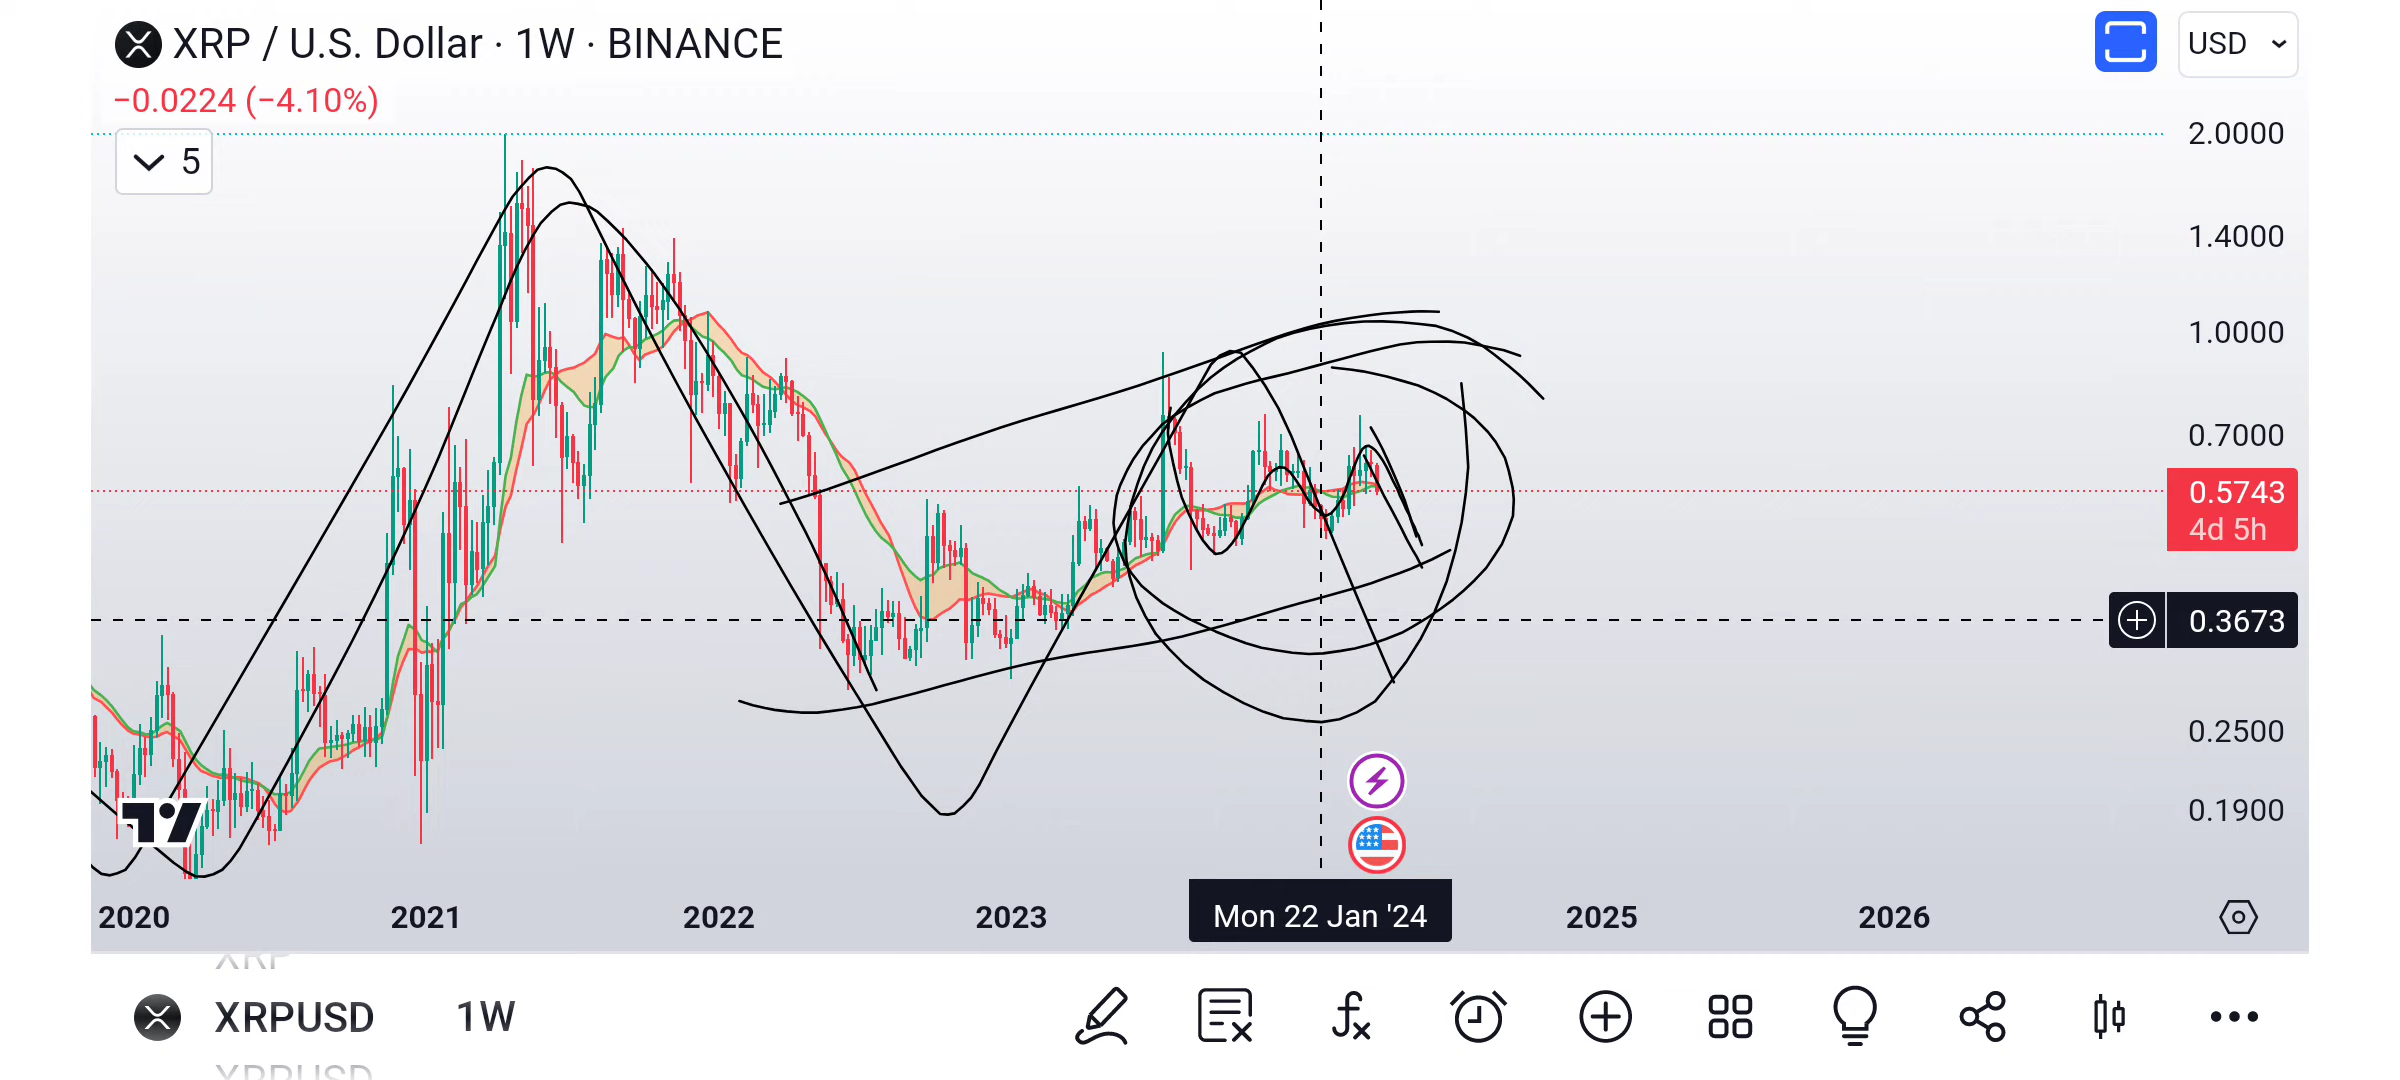 XRP / U.S. Dollar · 1W · BINANCE
USD
−0.0224 (−4.10%)
5
2.0000
1.4000
1.0000
0.7000
0.5743
4d 5h
0.3673
0.2500
0.1900
2020
2021
2022
2023
Mon 22 Jan '24
2025
2026
XRP
XRPUSD
1W
XRPUSD